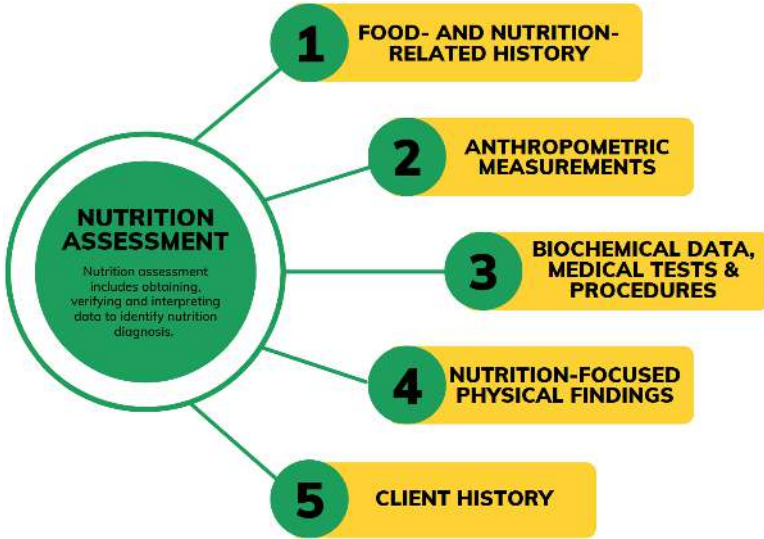 NUTRITION
ASSESSMENT
Nutrition assessment
includes obtaining,
verifying and interpreting
data to identify nutrition
diagnosis.
1
FOOD- AND NUTRITION-
RELATED HISTORY
2
ANTHROPOMETRIC
MEASUREMENTS
3
BIOCHEMICAL DATA,
MEDICAL TESTS &
PROCEDURES
4
NUTRITION-FOCUSED
PHYSICAL FINDINGS
5
CLIENT HISTORY